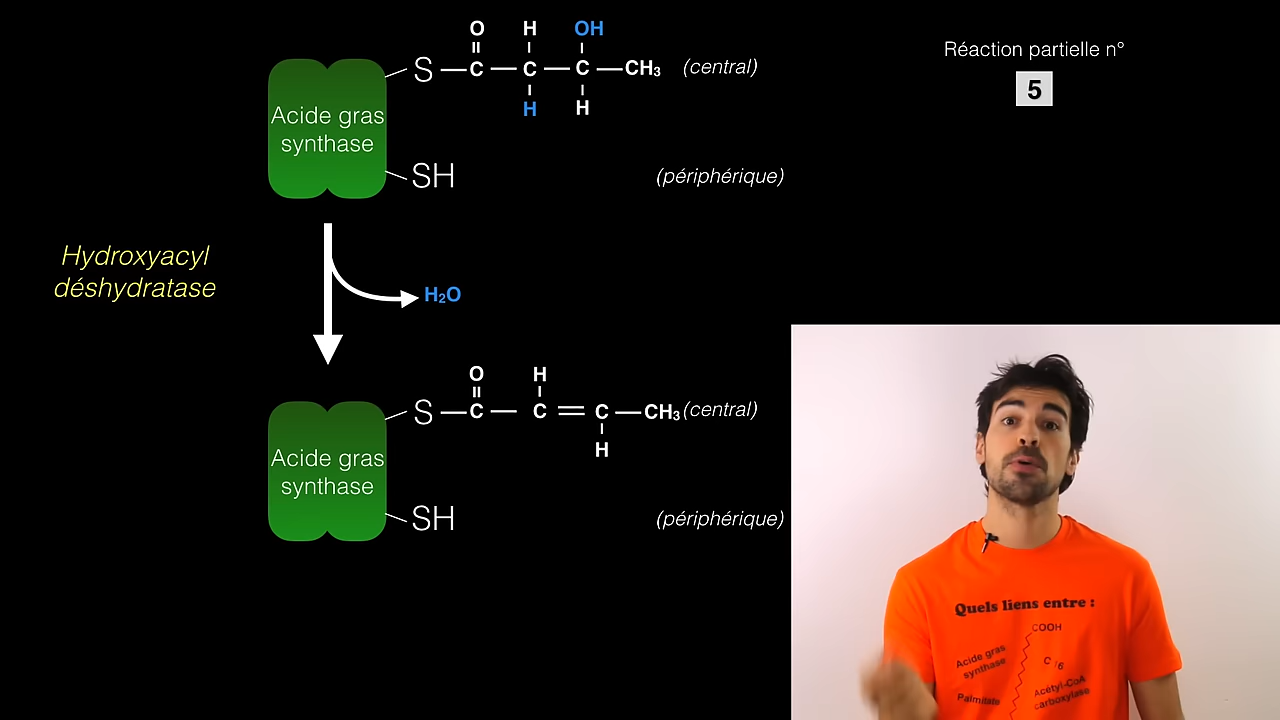 Réaction partielle n°
5
O H OH
S C C C CH₃ (central)
H H
Acide gras
synthase
SH (périphérique)
Hydroxyacyl
déshydratase
H₂O
O H
S C C C CH₃ (central)
H
Acide gras
synthase
SH (périphérique)
Quels liens entre :
COOH
Acide gras
synthase
C 16
Palmitate
Acétyl-CoA
carboxylase